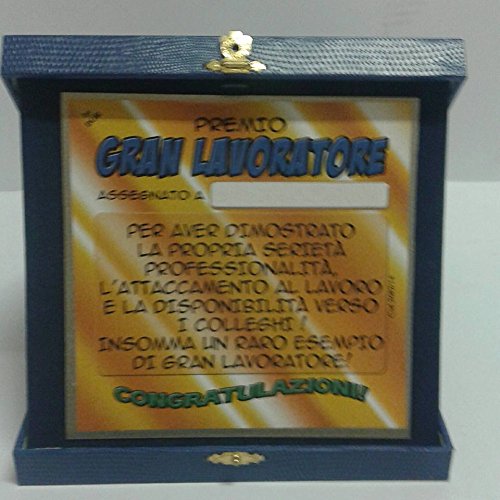 PREMIO
GRAN LAVORATORE
ASSEGNATO A
PER AVER DIMOSTRATO
LA PROPRIA SERIETÀ
PROFESSIONALITÀ,
L'ATTACCAMENTO AL LAVORO
E LA DISPONIBILITÀ VERSO
I COLLEGHI!
INSOMMA UN RARO ESEMPIO
DI GRAN LAVORATORE!
CONGRATULAZIONI!